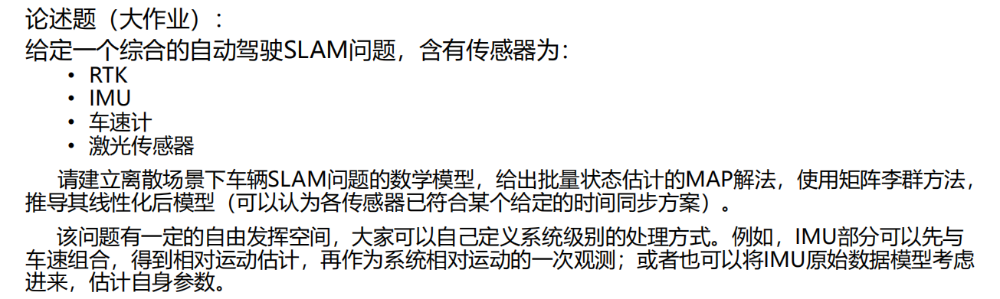 论述题（大作业）：
给定一个综合的自动驾驶SLAM问题，含有传感器为：
• RTK
• IMU
• 车速计
• 激光传感器
请建立离散场景下车辆SLAM问题的数学模型，给出批量状态估计的MAP解法，使用矩阵李群方法，
推导其线性化后模型（可以认为各传感器已符合某个给定的时间同步方案）。
该问题有一定的自由发挥空间，大家可以自己定义系统级别的处理方式。例如，IMU部分可以先与
车速组合，得到相对运动估计，再作为系统相对运动的一次观测；或者也可以将IMU原始数据模型考虑
进来，估计自身参数。